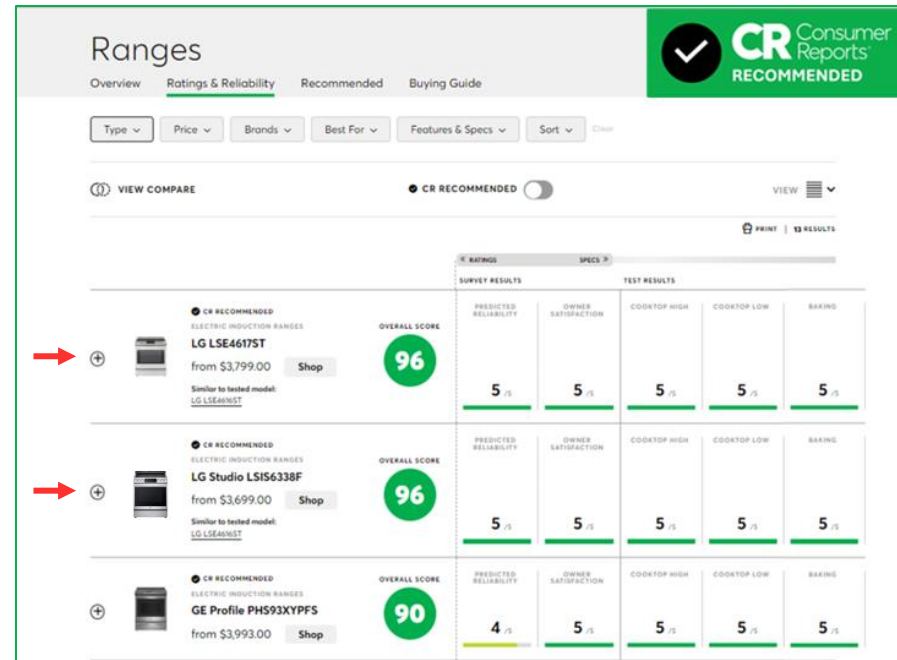 Ranges
CR Consumer Reports
RECOMMENDED
Overview Ratings & Reliability Recommended Buying Guide
Type Price Brands Best For Features & Specs Sort Clear
VIEW COMPARE CR RECOMMENDED VIEW
PRINT | 13 RESULTS
« RATINGS SPECS »
SURVEY RESULTS TEST RESULTS
CR RECOMMENDED
ELECTRIC INDUCTION RANGES
LG LSE4617ST
from $3,799.00 Shop
Similar to tested model:
LG LSE4616ST
OVERALL SCORE
96
PREDICTED RELIABILITY
5 /5
OWNER SATISFACTION
5 /5
COOKTOP HIGH
5 /5
COOKTOP LOW
5 /5
BAKING
5 /5
CR RECOMMENDED
ELECTRIC INDUCTION RANGES
LG Studio LSIS6338F
from $3,699.00 Shop
Similar to tested model:
LG LSE4616ST
OVERALL SCORE
96
PREDICTED RELIABILITY
5 /5
OWNER SATISFACTION
5 /5
COOKTOP HIGH
5 /5
COOKTOP LOW
5 /5
BAKING
5 /5
CR RECOMMENDED
ELECTRIC INDUCTION RANGES
GE Profile PHS93XYPFS
from $3,993.00 Shop
OVERALL SCORE
90
PREDICTED RELIABILITY
4 /5
OWNER SATISFACTION
5 /5
COOKTOP HIGH
5 /5
COOKTOP LOW
5 /5
BAKING
5 /5